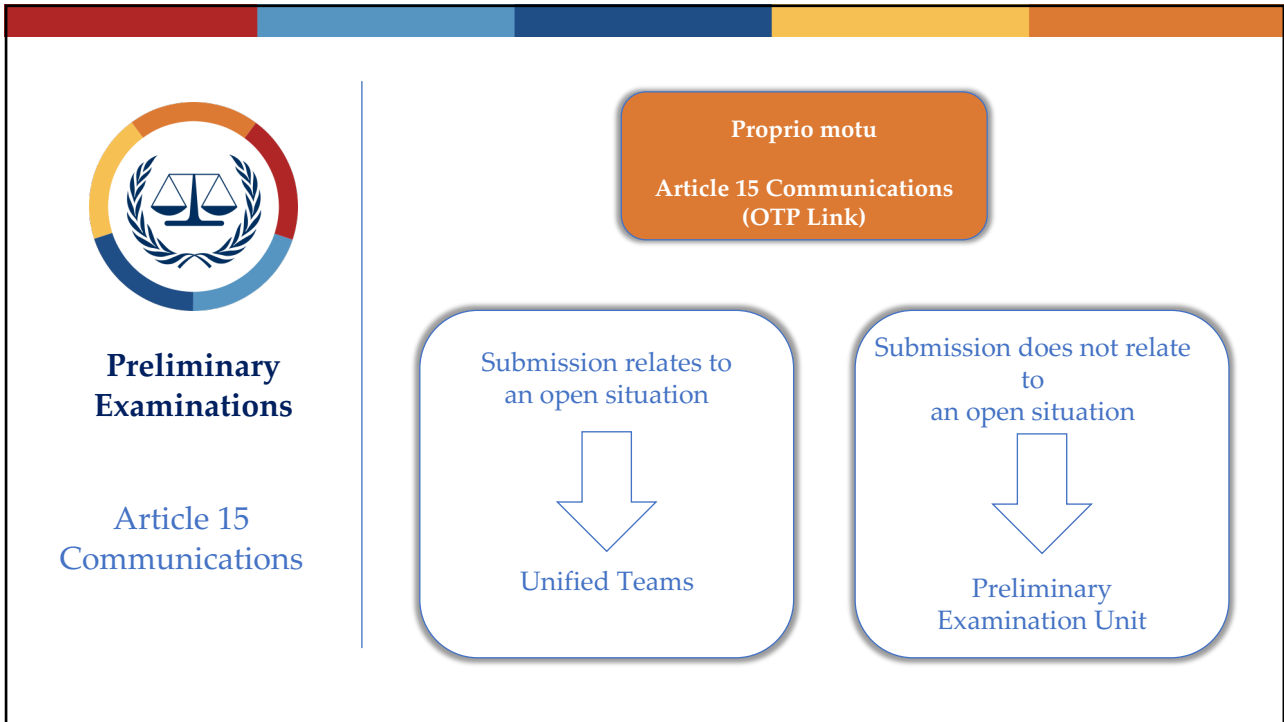 Preliminary
Examinations
Article 15
Communications
Proprio motu
Article 15 Communications
(OTP Link)
Submission relates to
an open situation
Unified Teams
Submission does not relate
to
an open situation
Preliminary
Examination Unit